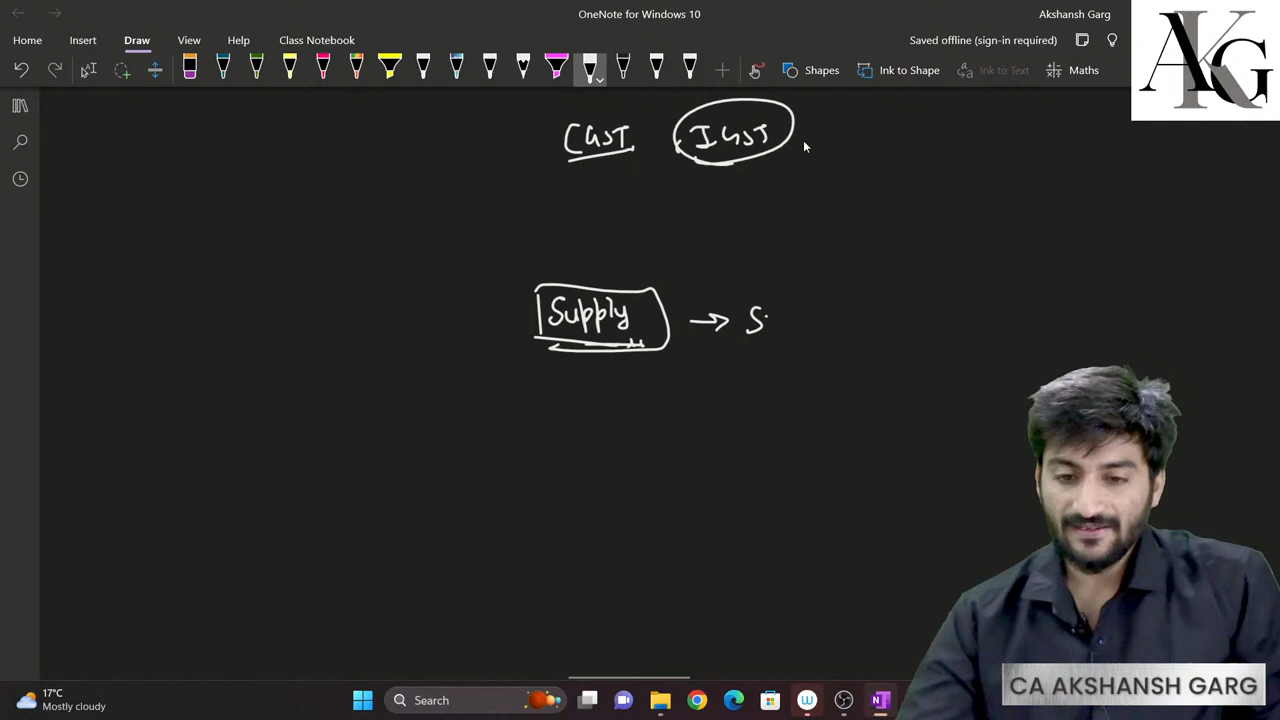 OneNote for Windows 10
Akshansh Garg
Home Insert Draw View Help Class Notebook
Saved offline (sign-in required)
Shapes Ink to Shape Ink to Text Maths
AKG
CGST IGST
Supply → S
17°C
Mostly cloudy
Search
CA AKSHANSH GARG